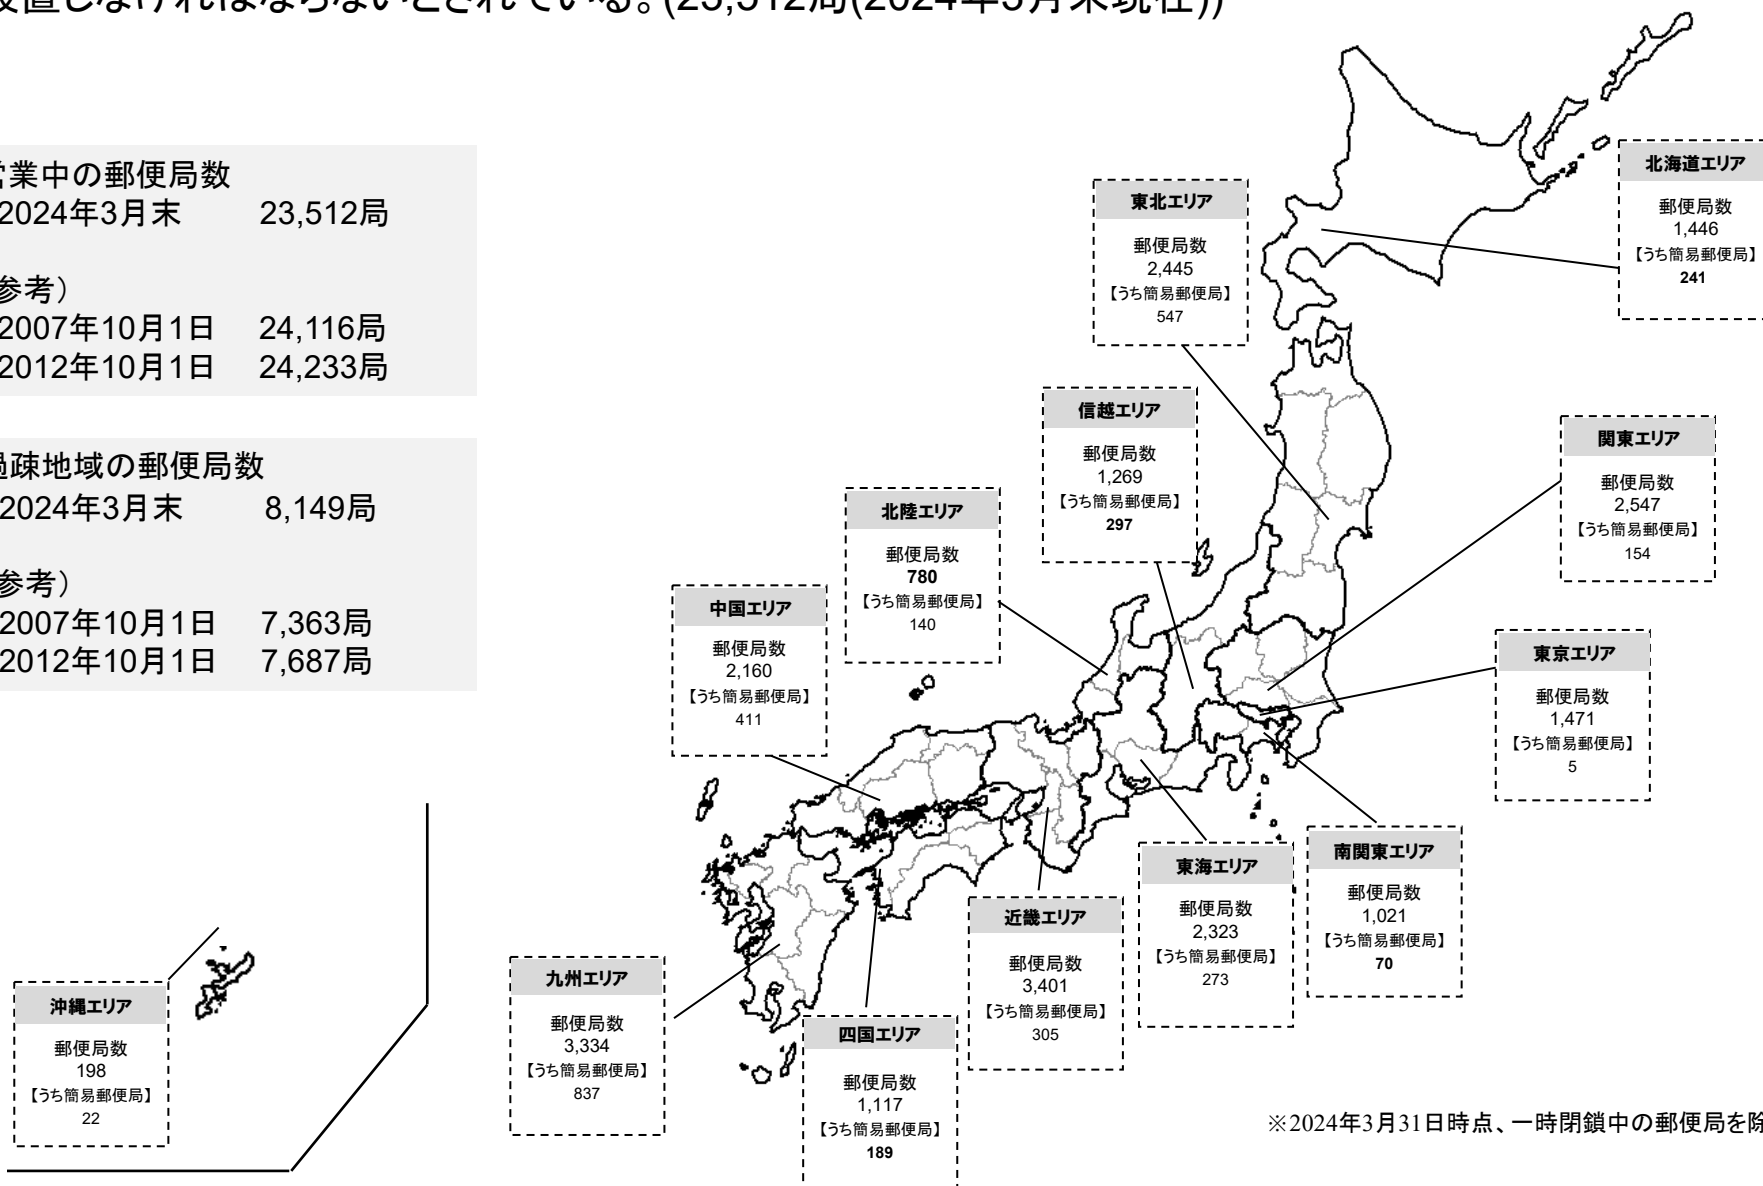 設置しなければならないとされている。(23,512局(2024年3月末現在))
営業中の郵便局数
2024年3月末 23,512局
参考）
2007年10月1日 24,116局
2012年10月1日 24,233局
過疎地域の郵便局数
2024年3月末 8,149局
参考）
2007年10月1日 7,363局
2012年10月1日 7,687局
北海道エリア
郵便局数
1,446
【うち簡易郵便局】
241
東北エリア
郵便局数
2,445
【うち簡易郵便局】
547
信越エリア
郵便局数
1,269
【うち簡易郵便局】
297
関東エリア
郵便局数
2,547
【うち簡易郵便局】
154
北陸エリア
郵便局数
780
【うち簡易郵便局】
140
中国エリア
郵便局数
2,160
【うち簡易郵便局】
411
東京エリア
郵便局数
1,471
【うち簡易郵便局】
5
南関東エリア
郵便局数
1,021
【うち簡易郵便局】
70
東海エリア
郵便局数
2,323
【うち簡易郵便局】
273
近畿エリア
郵便局数
3,401
【うち簡易郵便局】
305
九州エリア
郵便局数
3,334
【うち簡易郵便局】
837
四国エリア
郵便局数
1,117
【うち簡易郵便局】
189
沖縄エリア
郵便局数
198
【うち簡易郵便局】
22
※2024年3月31日時点、一時閉鎖中の郵便局を除